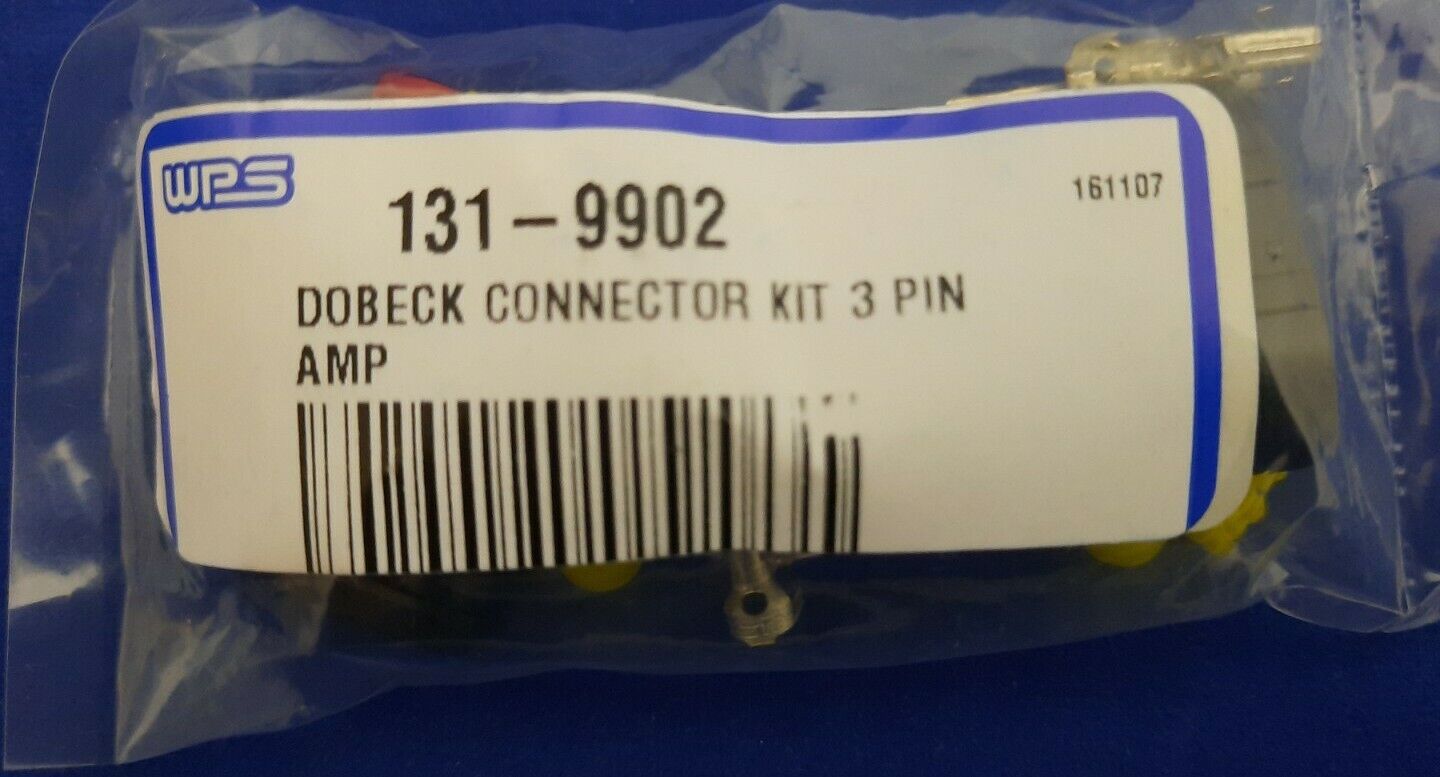 WPS
131-9902
161107
DOBECK CONNECTOR KIT 3 PIN
AMP